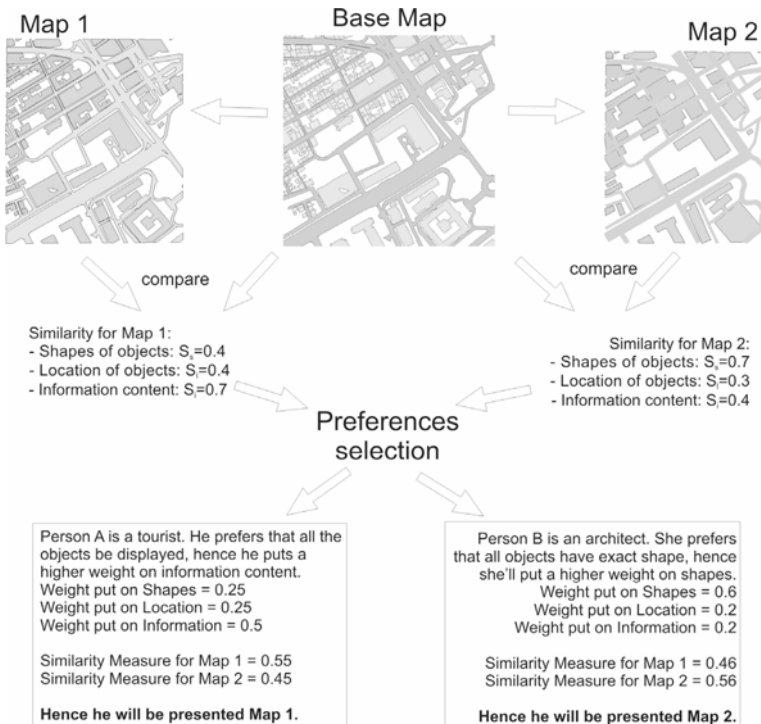 Map 1
Base Map
Map 2
compare
compare
Similarity for Map 1:
- Shapes of objects: Sₛ=0.4
- Location of objects: Sₗ=0.4
- Information content: Sᵢ=0.7
Similarity for Map 2:
- Shapes of objects: Sₛ=0.7
- Location of objects: Sₗ=0.3
- Information content: Sᵢ=0.4
Preferences
selection
Person A is a tourist. He prefers that all the
objects be displayed, hence he puts a
higher weight on information content.
Weight put on Shapes = 0.25
Weight put on Location = 0.25
Weight put on Information = 0.5
Similarity Measure for Map 1 = 0.55
Similarity Measure for Map 2 = 0.45
Hence he will be presented Map 1.
Person B is an architect. She prefers
that all objects have exact shape, hence
she'll put a higher weight on shapes.
Weight put on Shapes = 0.6
Weight put on Location = 0.2
Weight put on Information = 0.2
Similarity Measure for Map 1 = 0.46
Similarity Measure for Map 2 = 0.56
Hence she will be presented Map 2.